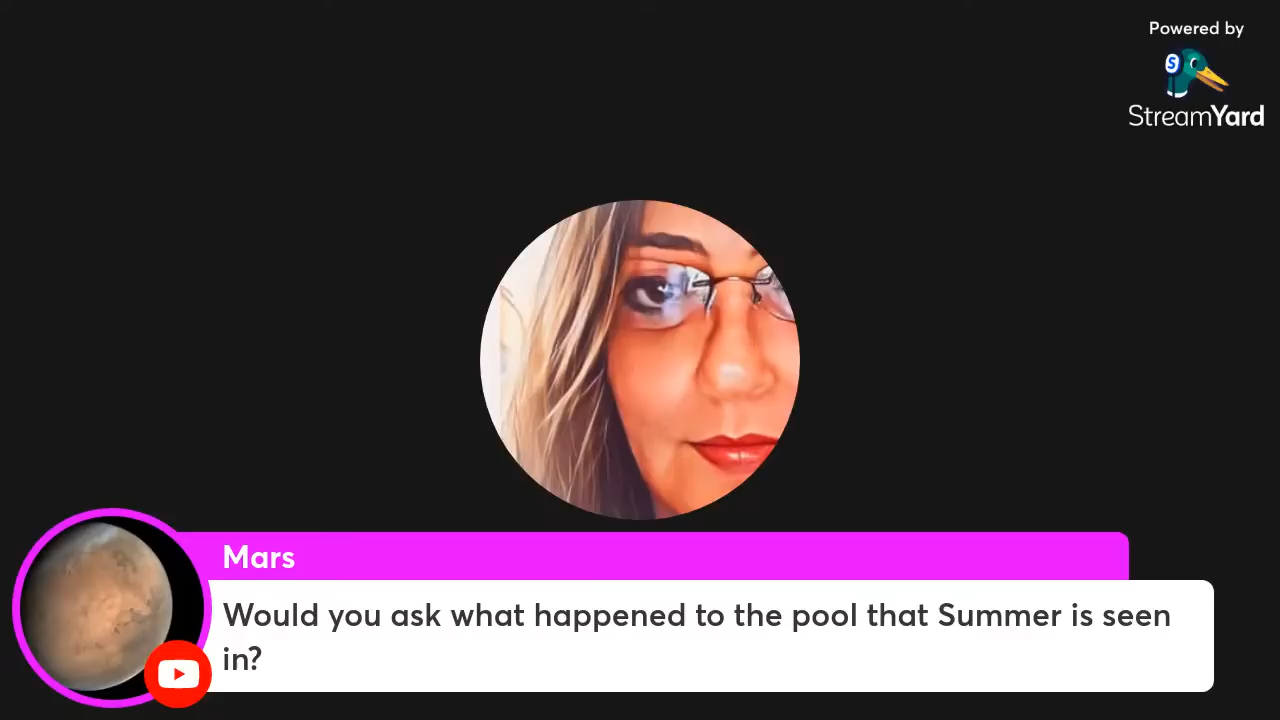 Powered by
S
StreamYard
Mars
Would you ask what happened to the pool that Summer is seen
in?